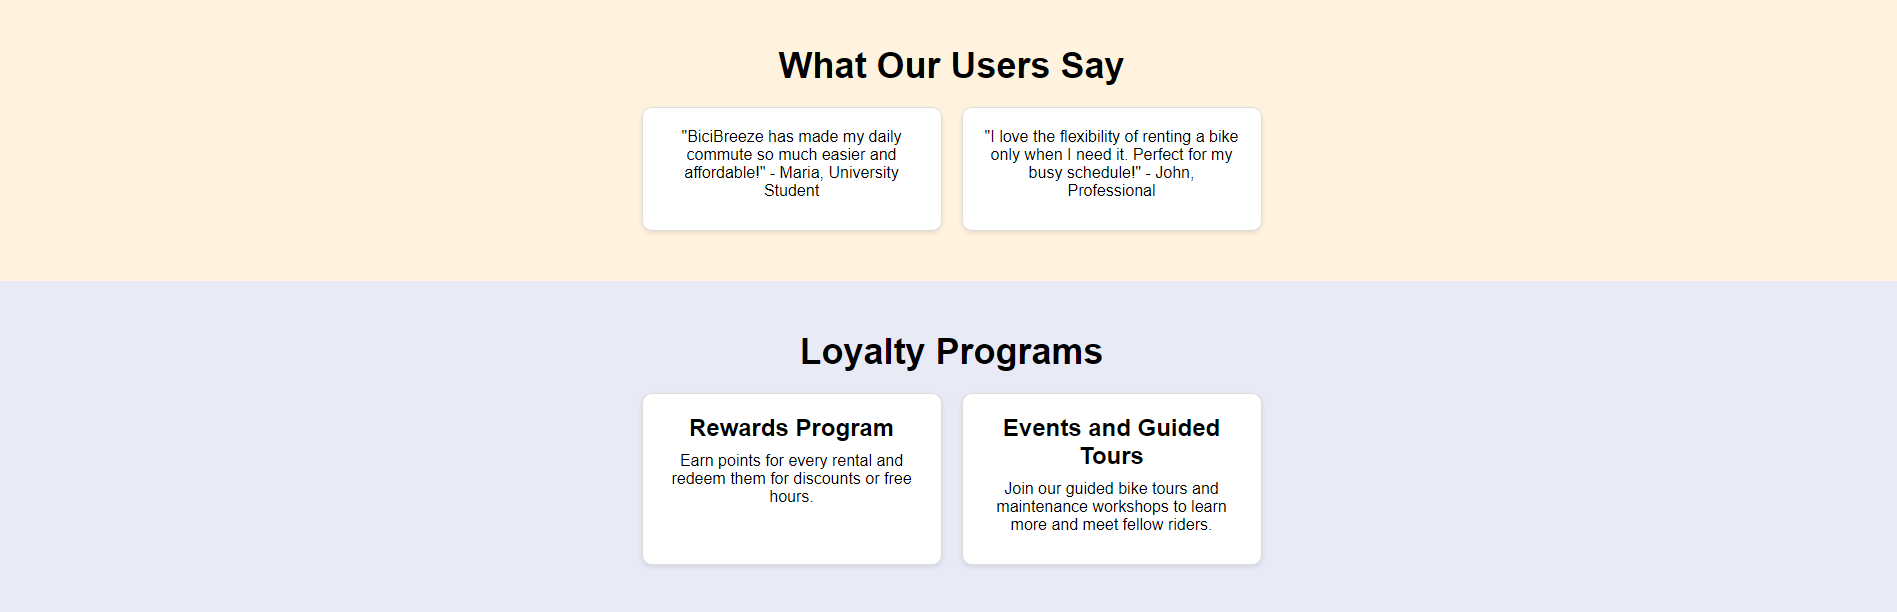 What Our Users Say
"BiciBreeze has made my daily
commute so much easier and
affordable!" - Maria, University
Student
"I love the flexibility of renting a bike
only when I need it. Perfect for my
busy schedule!" - John,
Professional
Loyalty Programs
Rewards Program
Earn points for every rental and
redeem them for discounts or free
hours.
Events and Guided
Tours
Join our guided bike tours and
maintenance workshops to learn
more and meet fellow riders.